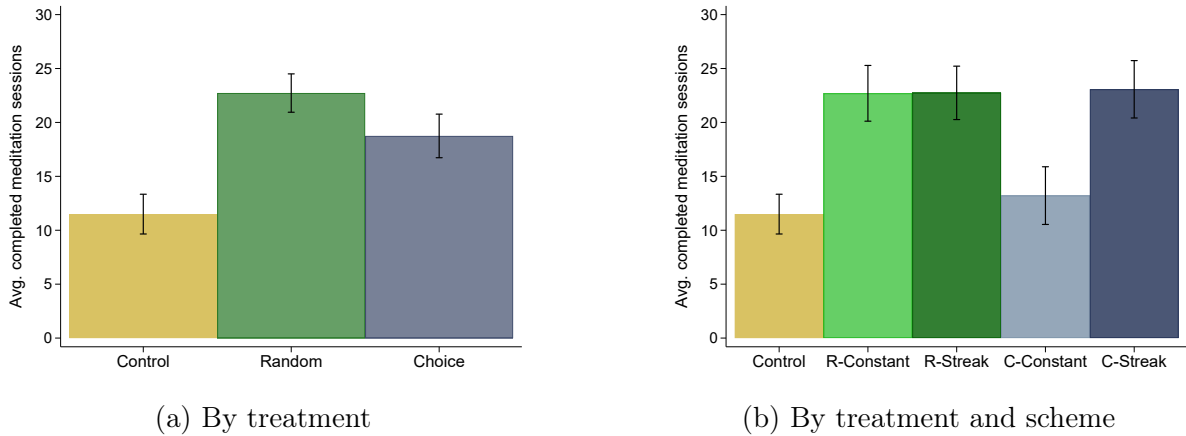 Avg. completed meditation sessions
30
25
20
15
10
5
0
Control Random Choice
(a) By treatment
Avg. completed meditation sessions
30
25
20
15
10
5
0
Control R-Constant R-Streak C-Constant C-Streak
(b) By treatment and scheme